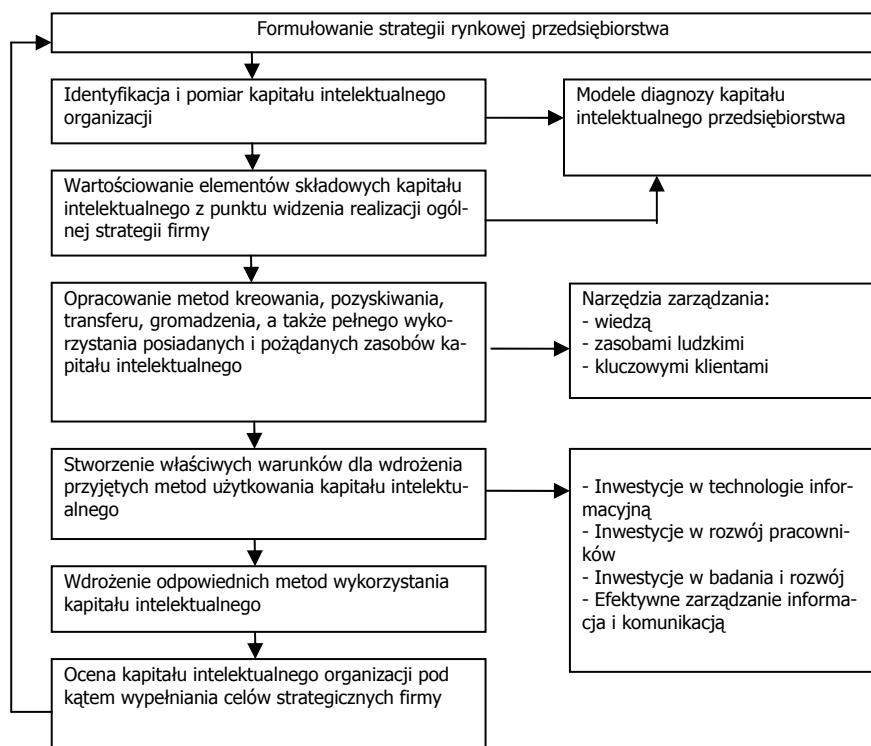 Formułowanie strategii rynkowej przedsiębiorstwa
Identyfikacja i pomiar kapitału intelektualnego
organizacji
Modele diagnozy kapitału
intelektualnego przedsiębiorstwa
Wartościowanie elementów składowych kapitału
intelektualnego z punktu widzenia realizacji ogól-
nej strategii firmy
Opracowanie metod kreowania, pozyskiwania,
transferu, gromadzenia, a także pełnego wyko-
rzystania posiadanych i pożądanych zasobów ka-
pitału intelektualnego
Narzędzia zarządzania:
- wiedzą
- zasobami ludzkimi
- kluczowymi klientami
Stworzenie właściwych warunków dla wdrożenia
przyjętych metod użytkowania kapitału intelektu-
alnego
- Inwestycje w technologie infor-
macyjną
- Inwestycje w rozwój pracowni-
ków
- Inwestycje w badania i rozwój
- Efektywne zarządzanie informa-
cja i komunikacją
Wdrożenie odpowiednich metod wykorzystania
kapitału intelektualnego
Ocena kapitału intelektualnego organizacji pod
kątem wypełniania celów strategicznych firmy